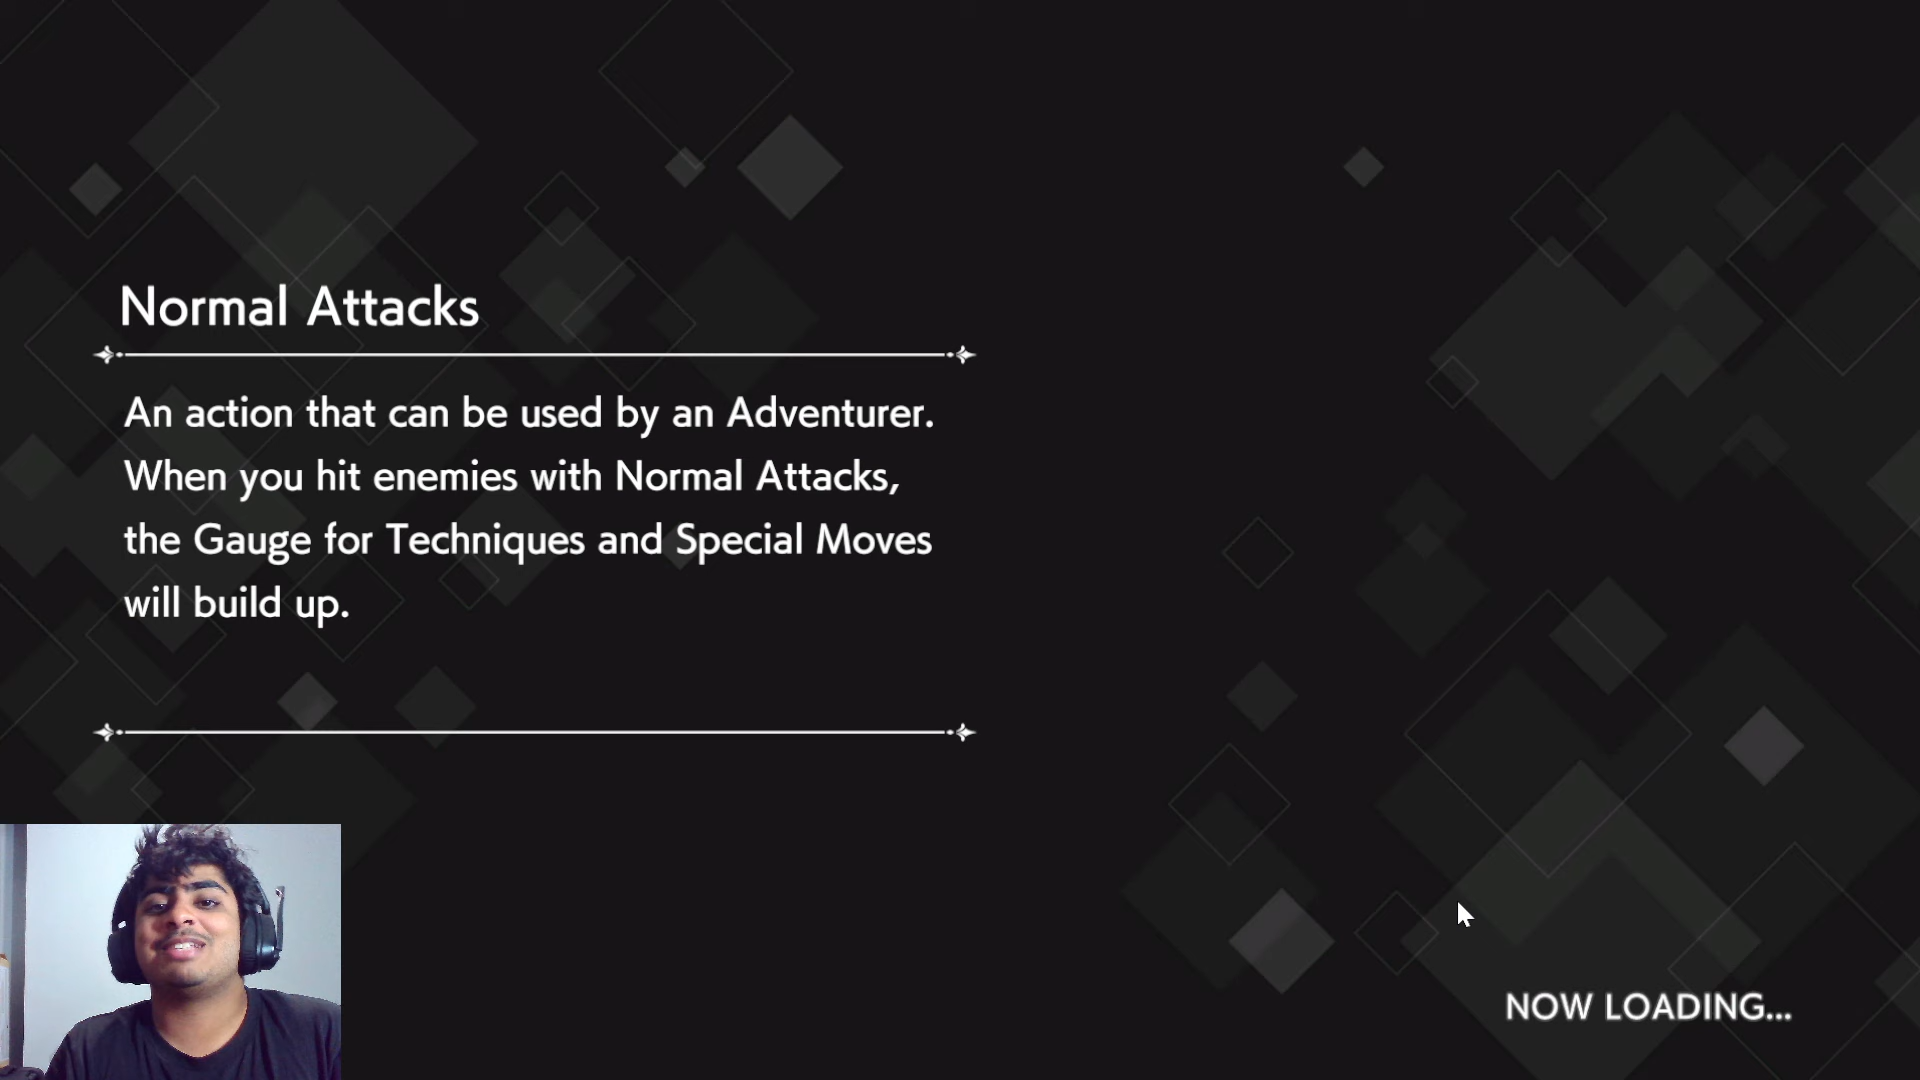 Normal Attacks
An action that can be used by an Adventurer.
When you hit enemies with Normal Attacks,
the Gauge for Techniques and Special Moves
will build up.
NOW LOADING...